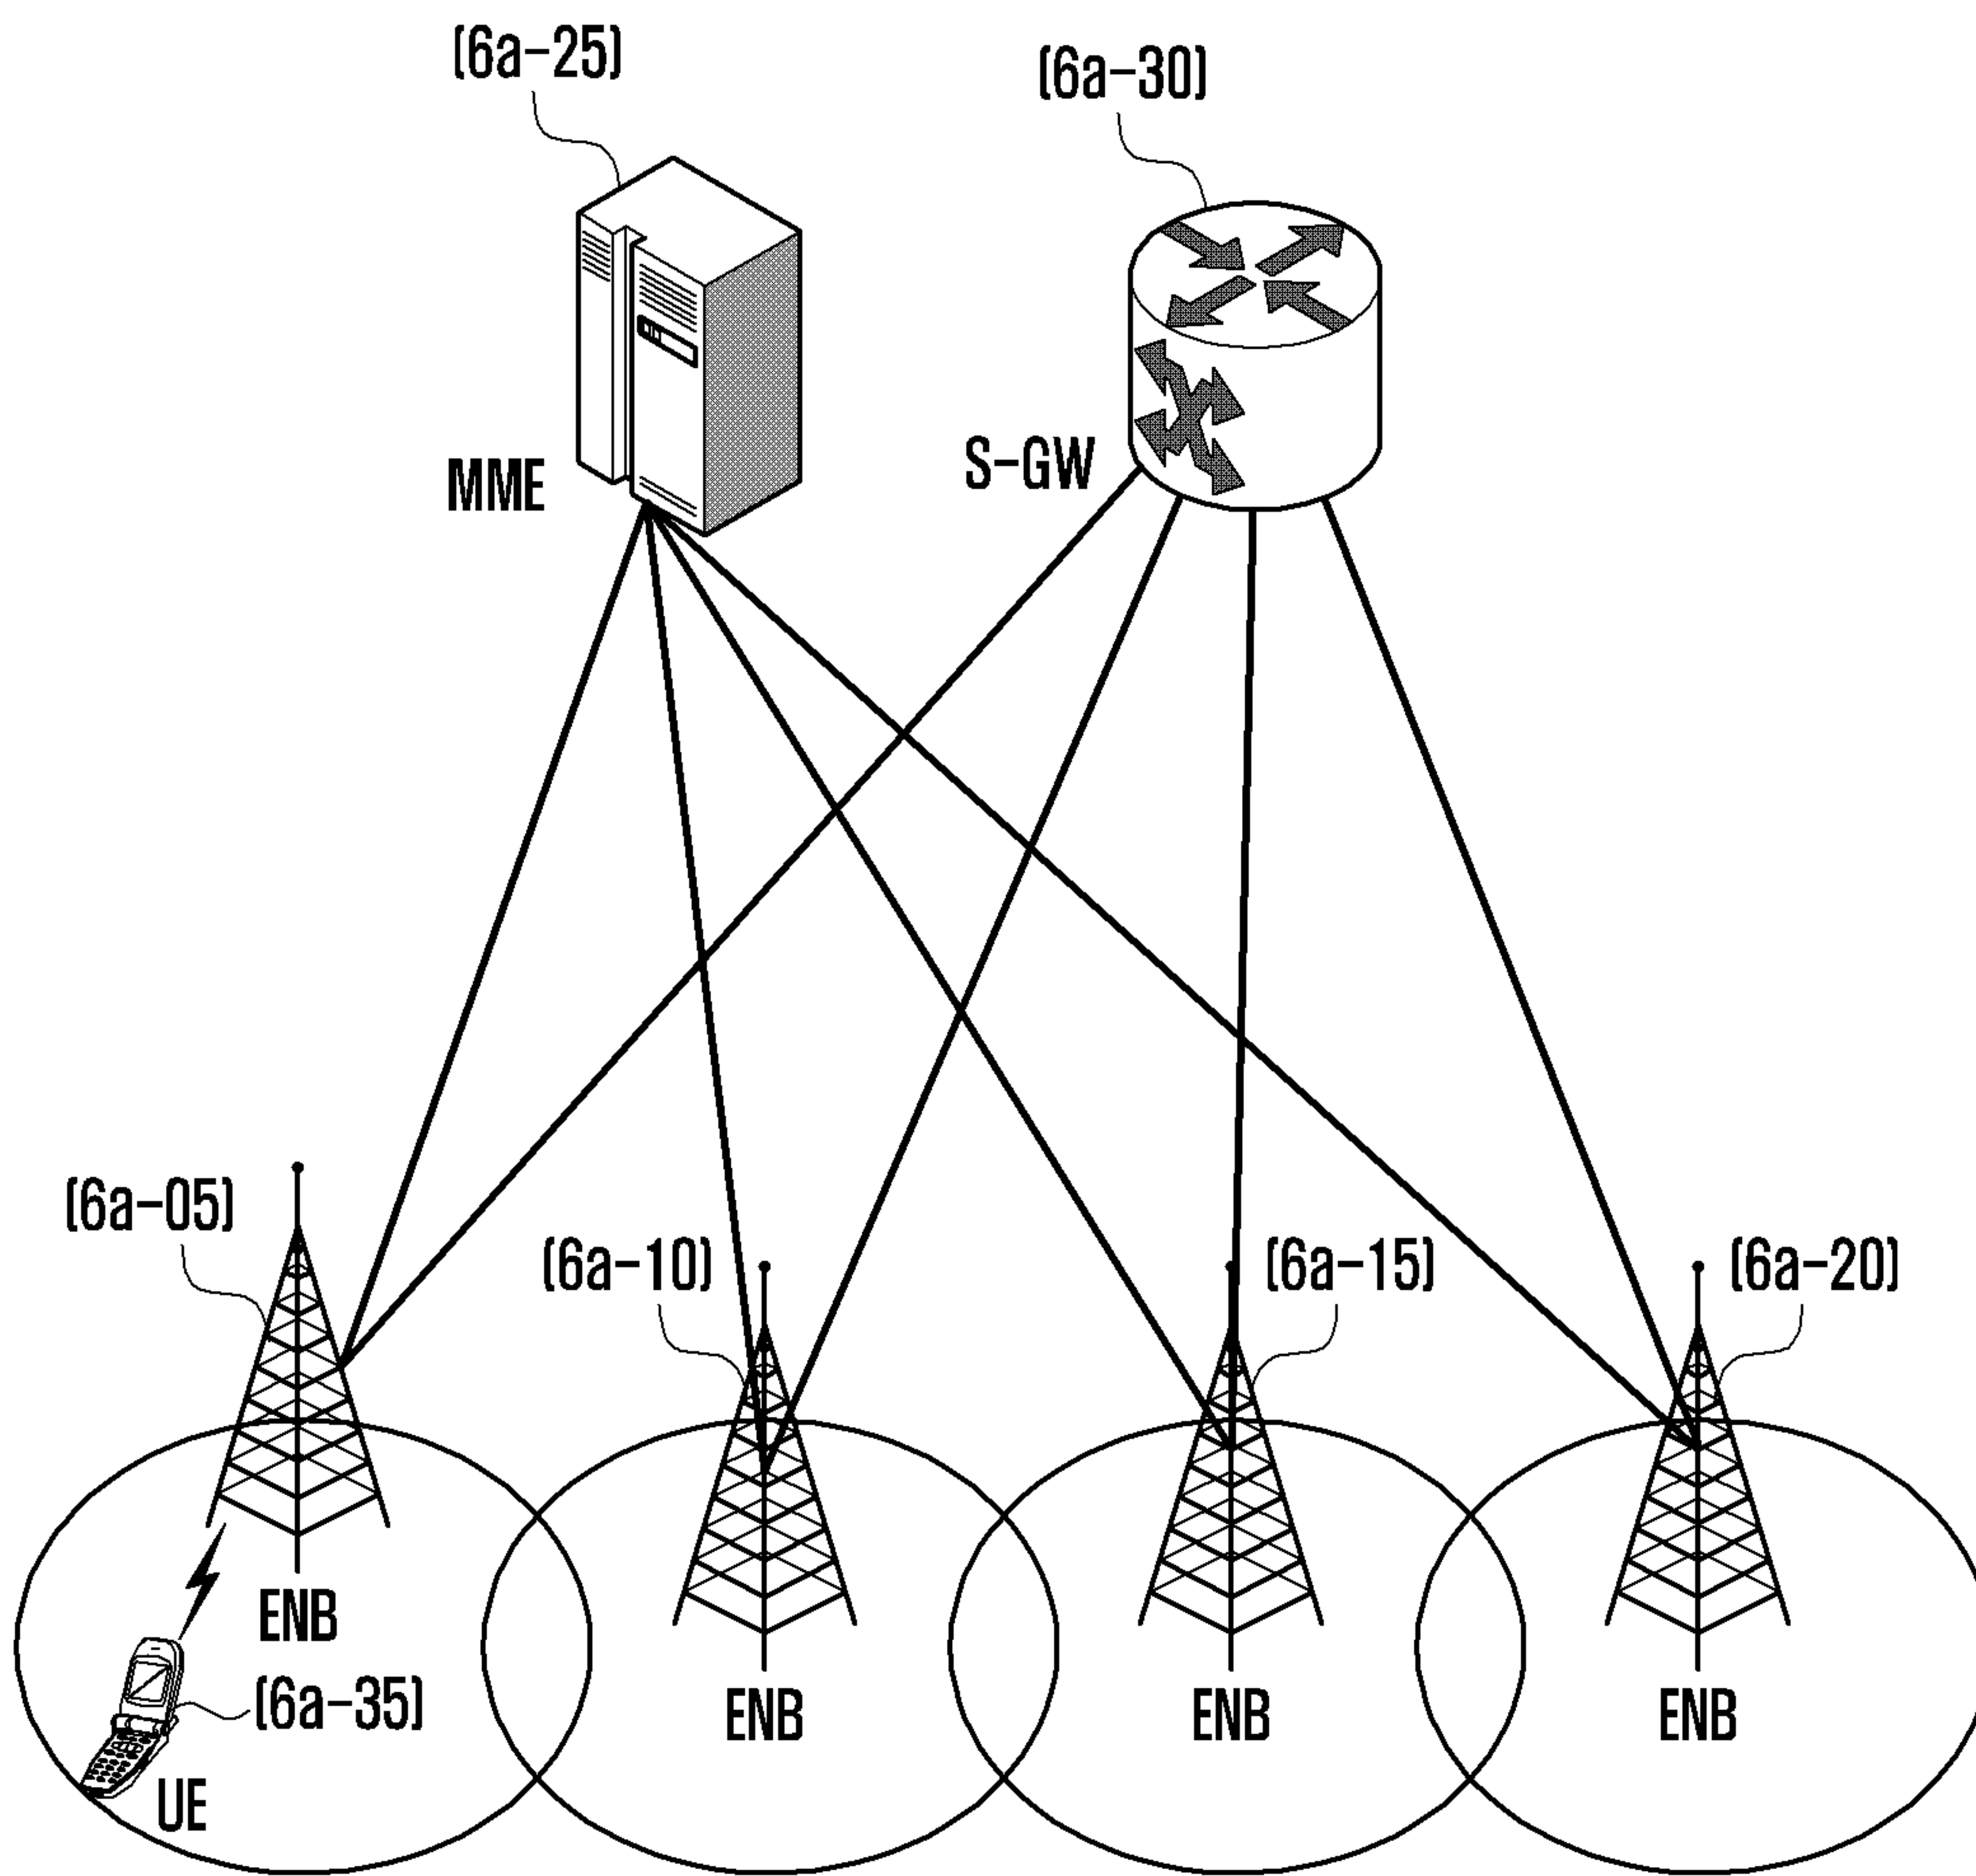 (6a-25)
(6a-30)
MME
S-GW
(6a-05)
(6a-10)
(6a-15)
(6a-20)
ENB
(6a-35)
ENB
ENB
ENB
UE